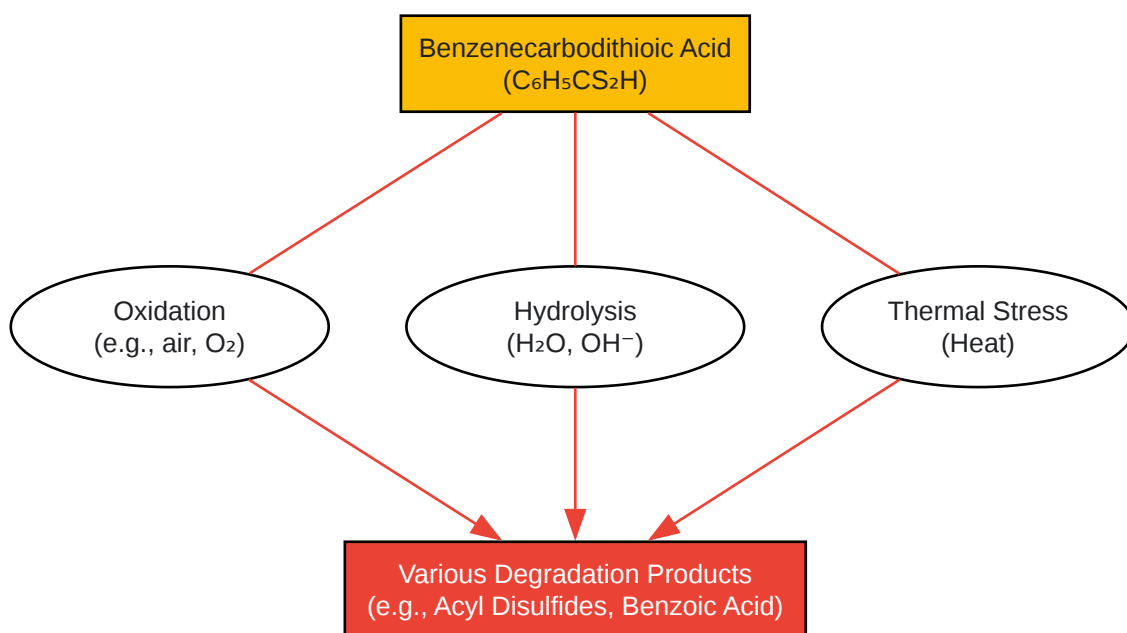 Benzenecarbodithioic Acid
(C₆H₅CS₂H)
Oxidation
(e.g., air, O₂)
Hydrolysis
(H₂O, OH⁻)
Thermal Stress
(Heat)
Various Degradation Products
(e.g., Acyl Disulfides, Benzoic Acid)